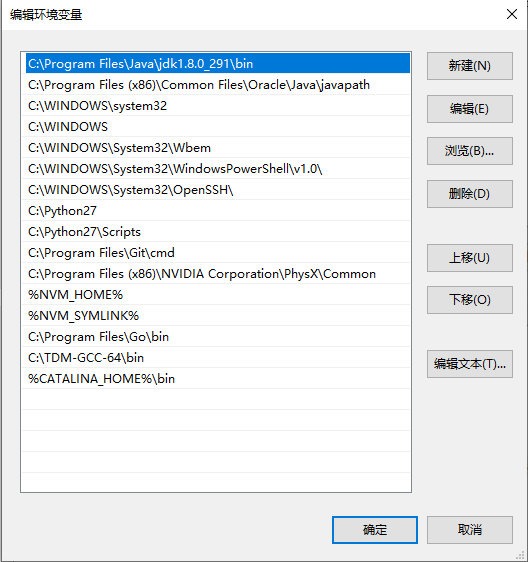 编辑环境变量
C:\Program Files\Java\jdk1.8.0_291\bin
C:\Program Files (x86)\Common Files\Oracle\Java\javapath
C:\WINDOWS\system32
C:\WINDOWS
C:\WINDOWS\System32\Wbem
C:\WINDOWS\System32\WindowsPowerShell\v1.0\
C:\WINDOWS\System32\OpenSSH\
C:\Python27
C:\Python27\Scripts
C:\Program Files\Git\cmd
C:\Program Files (x86)\NVIDIA Corporation\PhysX\Common
%NVM_HOME%
%NVM_SYMLINK%
C:\Program Files\Go\bin
C:\TDM-GCC-64\bin
%CATALINA_HOME%\bin
新建(N)
编辑(E)
浏览(B)...
删除(D)
上移(U)
下移(O)
编辑文本(T)...
确定
取消